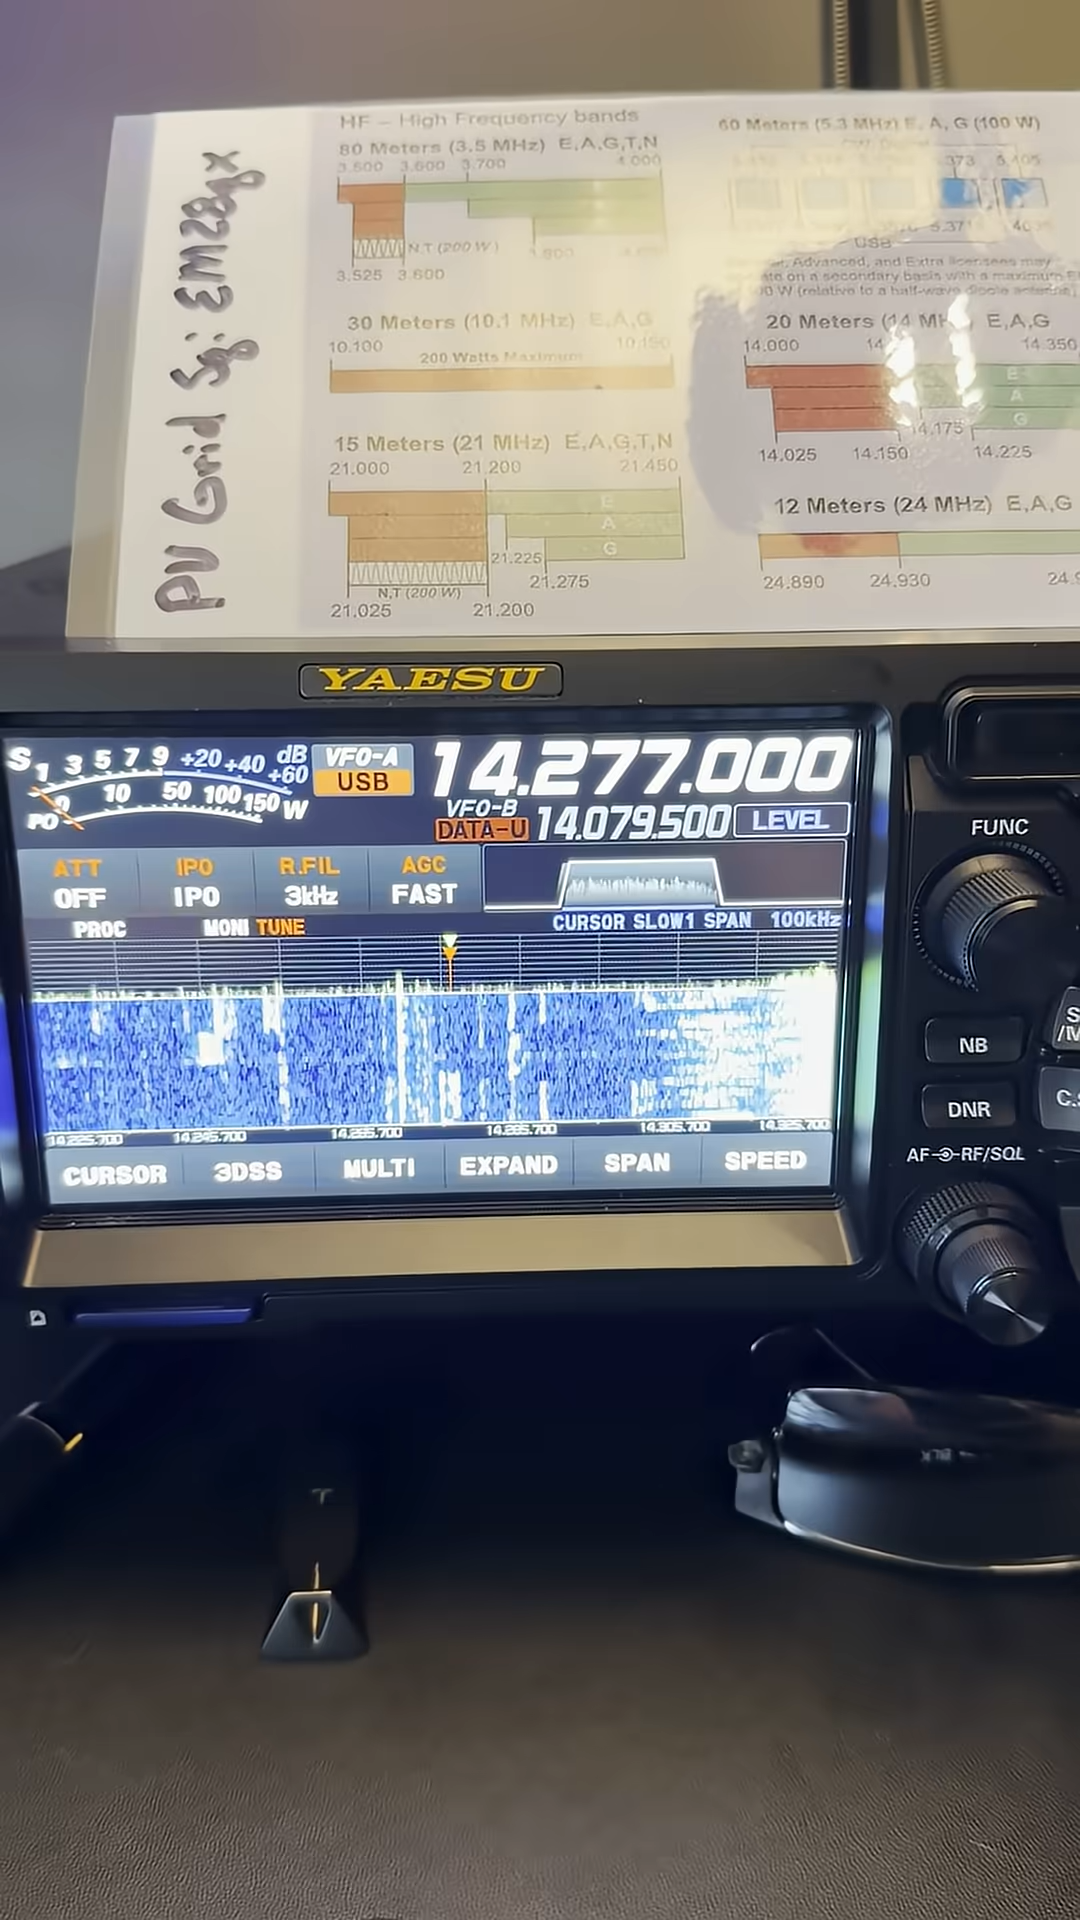 PV Grid Sq: EM28gx
HF – High Frequency bands
80 Meters (3.5 MHz) E,A,G,T,N
3.500 3.600 3.700 4.000
N,T (200 W)
3.525 3.600
60 Meters (5.3 MHz) E, A, G (100 W)
USB
Advanced, and Extra licensees may
on a secondary basis with a maximum
W (relative to a half-wave dipole antenna)
30 Meters (10.1 MHz) E,A,G
10.100 10.150
200 Watts Maximum
20 Meters (14 MHz) E,A,G
14.000 14.350
E
A
G
14.175
14.025 14.150 14.225
15 Meters (21 MHz) E,A,G,T,N
21.000 21.200 21.450
E
A
G
21.225
21.275
N,T (200 W)
21.025 21.200
12 Meters (24 MHz) E,A,G
24.890 24.930 24.9
YAESU
S 1 3 5 7 9 +20 +40 +60 dB
PO 0 10 50 100 150 W
VFO-A
USB
14.277.000
VFO-B
DATA-U 14.079.500 LEVEL
ATT IPO R.FIL AGC
OFF IPO 3kHz FAST
PROC MONI TUNE CURSOR SLOW1 SPAN 100kHz
14.225.700 14.245.700 14.265.700 14.285.700 14.305.700 14.325.700
CURSOR 3DSS MULTI EXPAND SPAN SPEED
FUNC
NB
DNR
AF RF/SQL